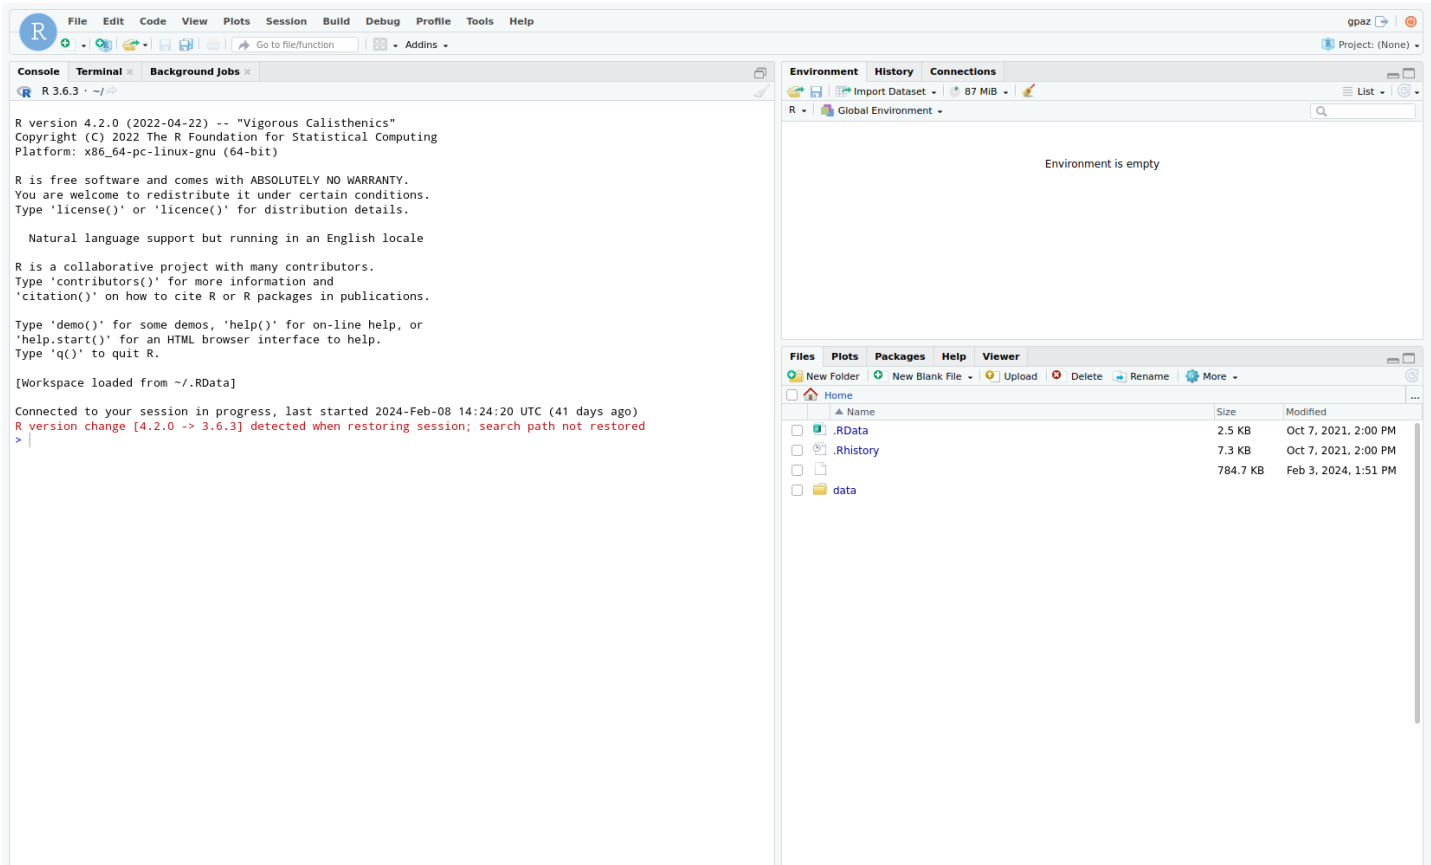 File Edit Code View Plots Session Build Debug Profile Tools Help
gpaz
Go to file/function Addins
Project: (None)
Console Terminal Background Jobs
R 3.6.3 · ~/
R version 4.2.0 (2022-04-22) -- "Vigorous Calisthenics"
Copyright (C) 2022 The R Foundation for Statistical Computing
Platform: x86_64-pc-linux-gnu (64-bit)
R is free software and comes with ABSOLUTELY NO WARRANTY.
You are welcome to redistribute it under certain conditions.
Type 'license()' or 'licence()' for distribution details.
Natural language support but running in an English locale
R is a collaborative project with many contributors.
Type 'contributors()' for more information and
'citation()' on how to cite R or R packages in publications.
Type 'demo()' for some demos, 'help()' for on-line help, or
'help.start()' for an HTML browser interface to help.
Type 'q()' to quit R.
[Workspace loaded from ~/.RData]
Connected to your session in progress, last started 2024-Feb-08 14:24:20 UTC (41 days ago)
R version change [4.2.0 -> 3.6.3] detected when restoring session; search path not restored
>
Environment History Connections
Import Dataset 87 MiB List
R Global Environment
Environment is empty
Files Plots Packages Help Viewer
New Folder New Blank File Upload Delete Rename More
Home ...
Name Size Modified
.RData 2.5 KB Oct 7, 2021, 2:00 PM
.Rhistory 7.3 KB Oct 7, 2021, 2:00 PM
784.7 KB Feb 3, 2024, 1:51 PM
data